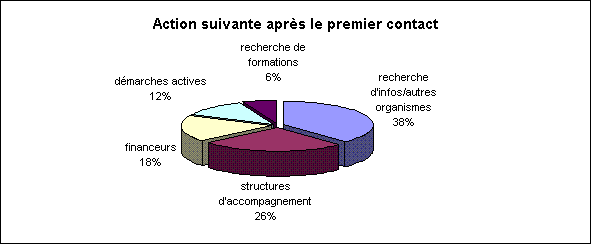 Action suivante après le premier contact
recherche de
formations
6%
démarches actives
12%
recherche
d'infos/autres
organismes
38%
financeurs
18%
structures
d'accompagnement
26%